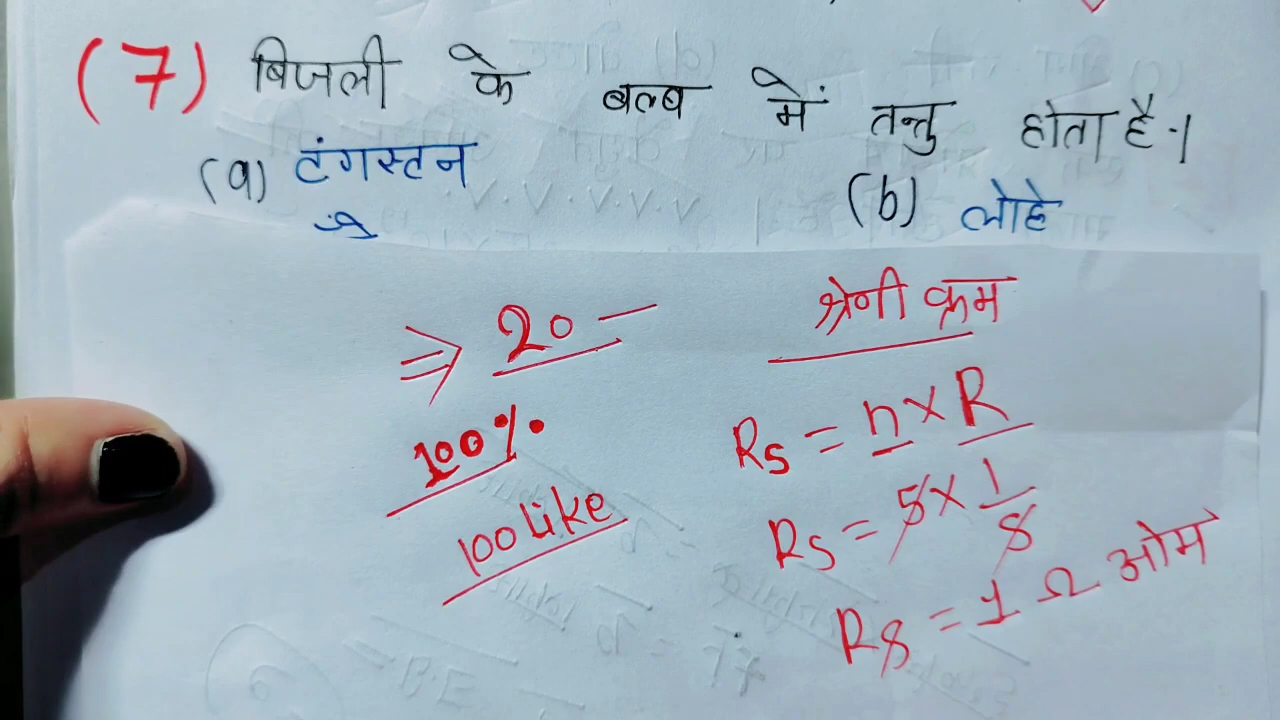 (7) बिजली के बल्ब में तन्तु होता है।
(a) टंगस्टन (b) लोहे
⇒ 20 –
100%
100 like
श्रेनी क्रम
Rs = n × R
Rs = 5 × 1/5
Rs = 1 Ω ओम